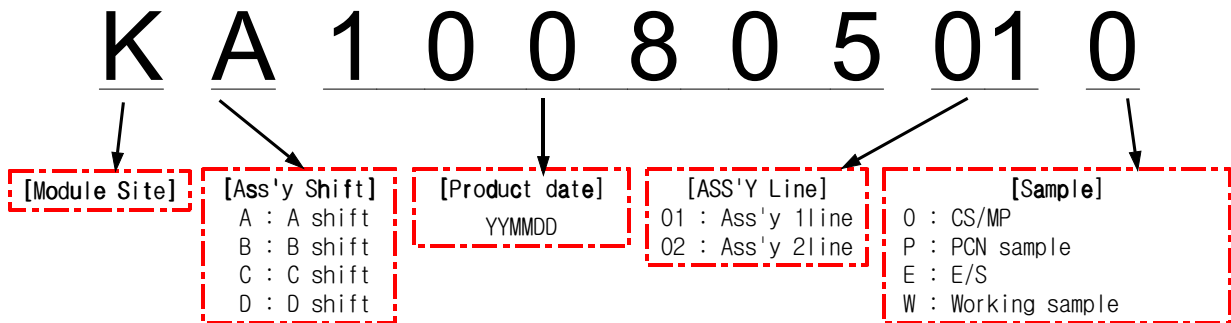 K A 1 0 0 8 0 5 01 0
[Module Site]
[Ass'y Shift]
A : A shift
B : B shift
C : C shift
D : D shift
[Product date]
YYMMDD
[ASS'Y Line]
01 : Ass'y 1line
02 : Ass'y 2line
[Sample]
0 : CS/MP
P : PCN sample
E : E/S
W : Working sample